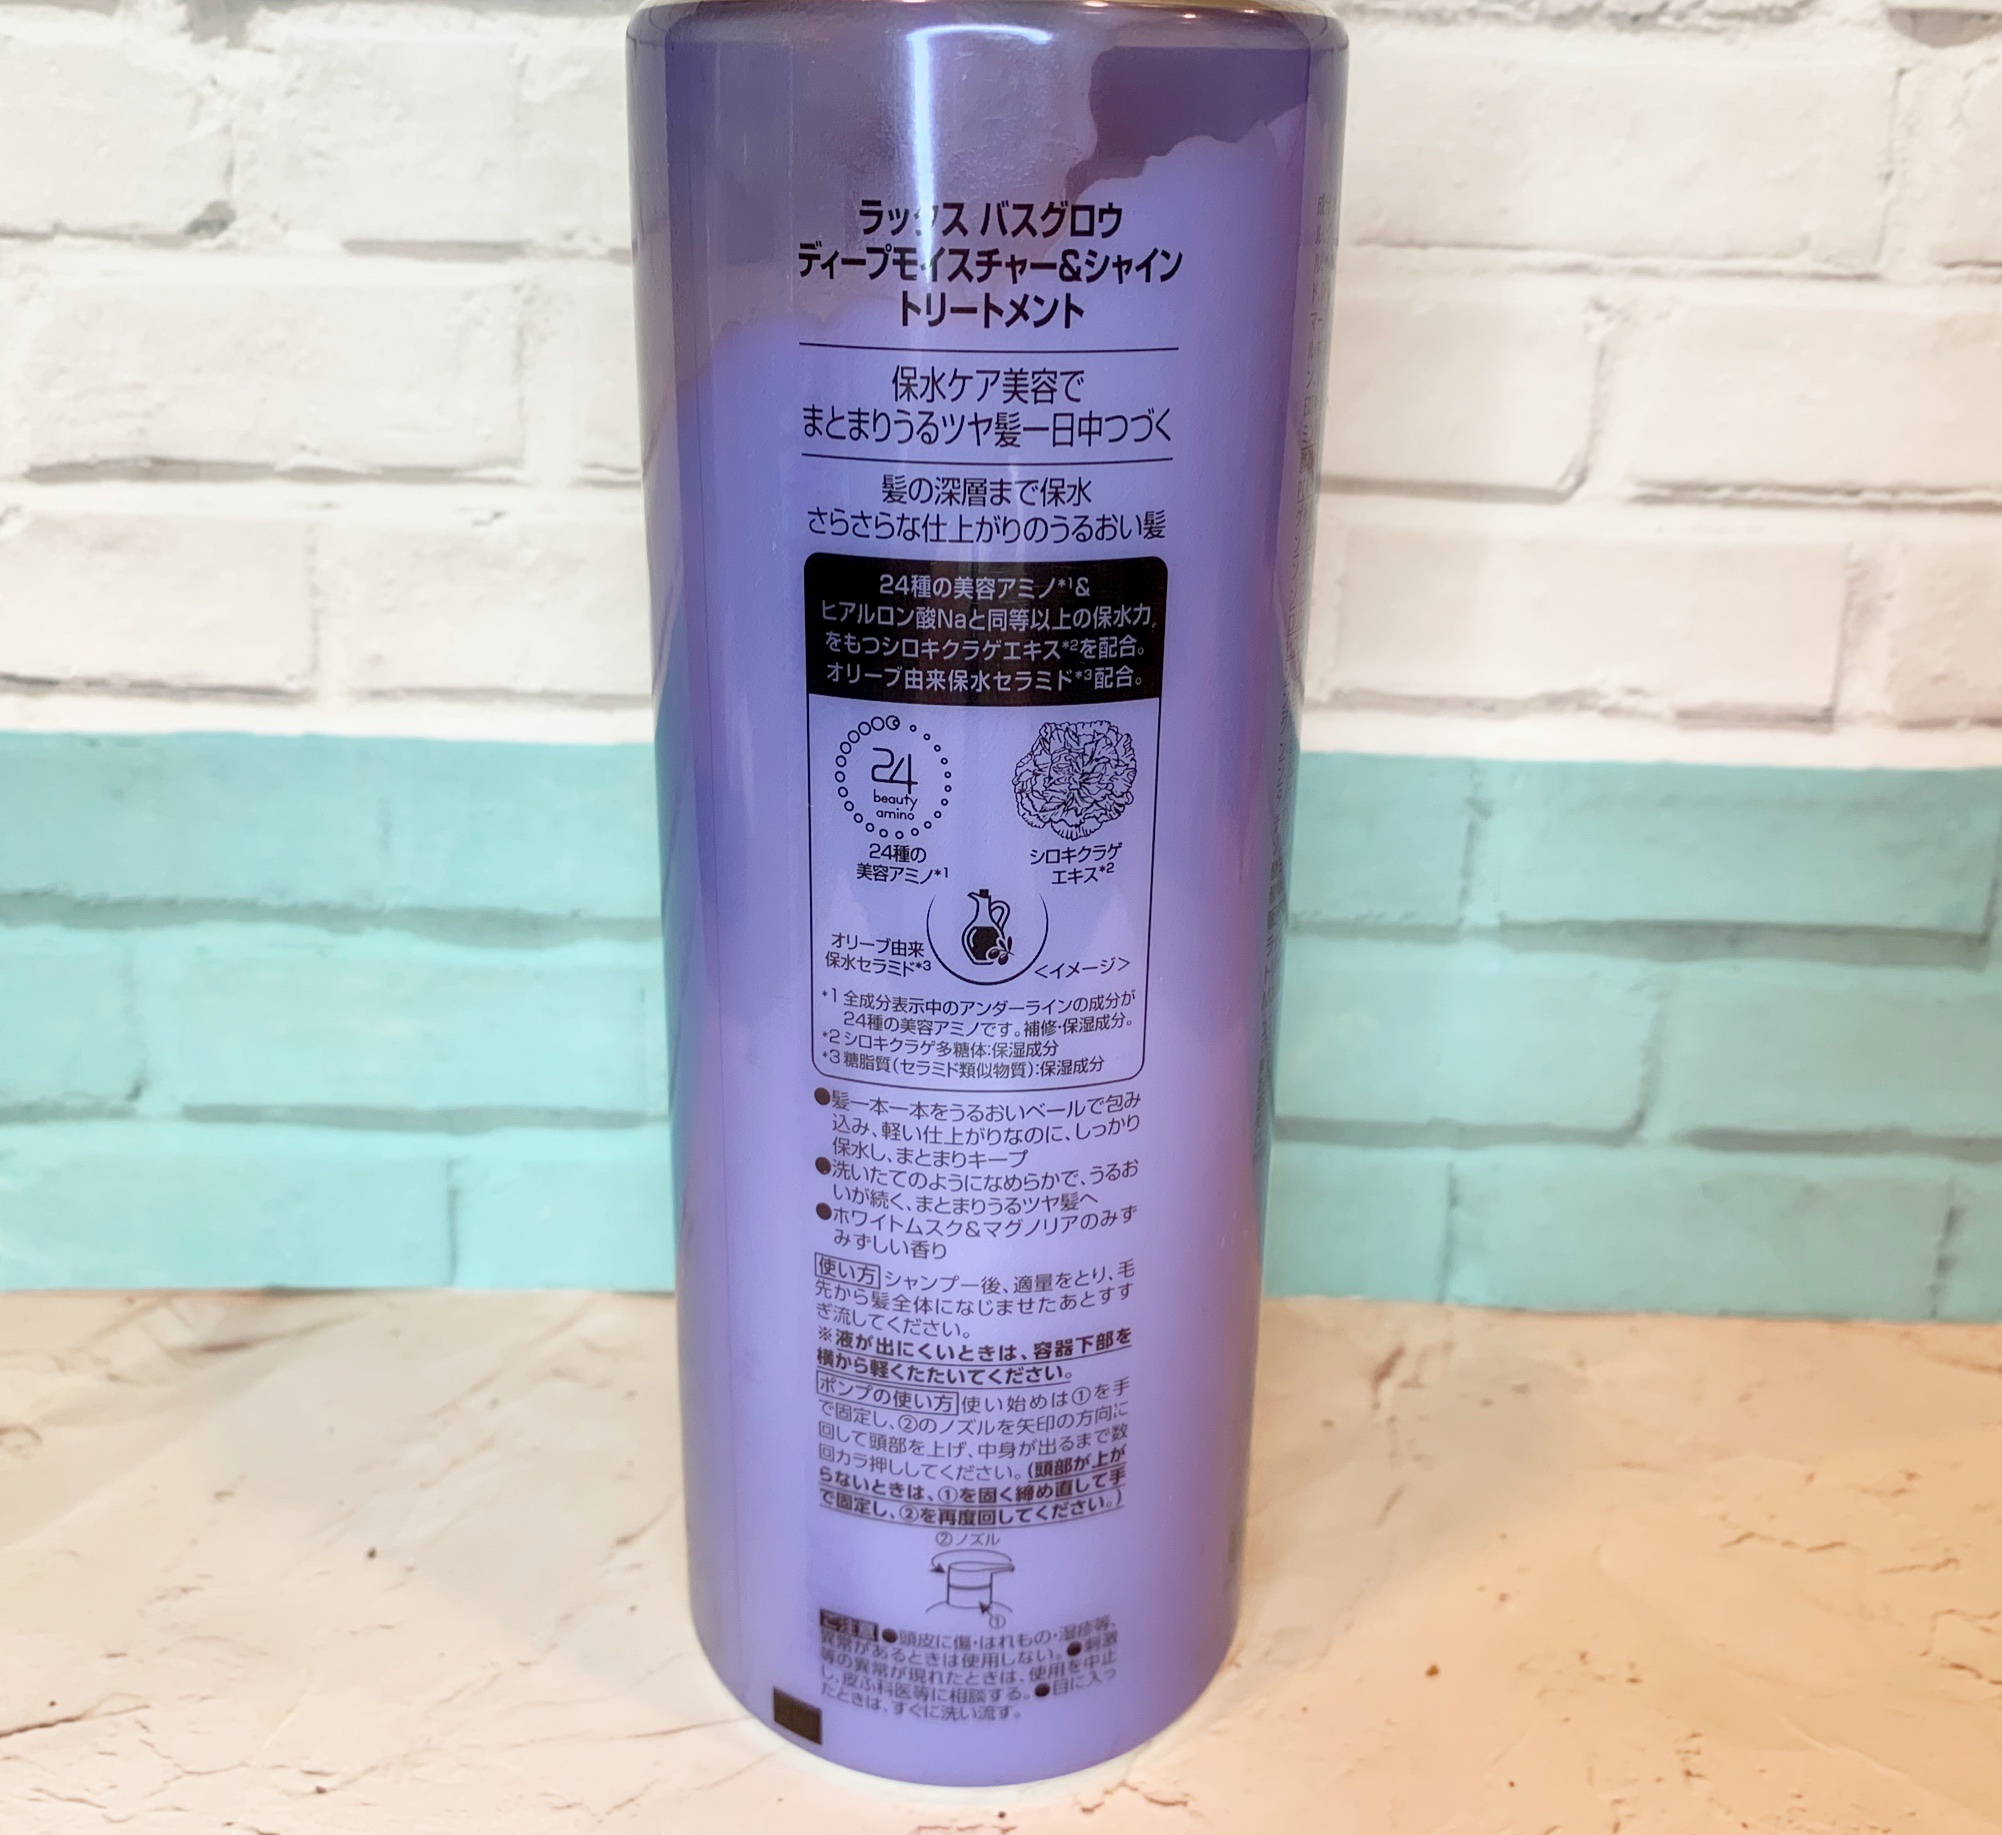 ラックス バスグロウ
ディープモイスチャー&シャイン
トリートメント
保水ケア美容で
まとまりうるツヤ髪一日中つづく
髪の深層まで保水
さらさらな仕上がりのうるおい髪
24種の美容アミノ*1&
ヒアルロン酸Naと同等以上の保水力
をもつシロキクラゲエキス*2を配合。
オリーブ由来保水セラミド*3配合。
24
beauty
amino
24種の
美容アミノ*1
シロキクラゲ
エキス*2
オリーブ由来
保水セラミド*3
<イメージ>
*1 全成分表示中のアンダーラインの成分が
24種の美容アミノです。補修・保湿成分。
*2 シロキクラゲ多糖体:保湿成分
*3 糖脂質(セラミド類似物質):保湿成分
●髪一本一本をうるおいベールで包み
込み、軽い仕上がりなのに、しっかり
保水し、まとまりキープ
●洗いたてのようになめらかで、うるお
いが続く、まとまりうるツヤ髪へ
●ホワイトムスク&マグノリアのみず
みずしい香り
使い方 シャンプー後、適量をとり、毛
先から髪全体になじませたあとすす
ぎ流してください。
※液が出にくいときは、容器下部を
横から軽くたたいてください。
ポンプの使い方 使い始めは①を手
で固定し、②のノズルを矢印の方向に
回して頭部を上げ、中身が出るまで数
回カラ押ししてください。(頭部が上が
らないときは、①を固く締め直して手
で固定し、②を再度回してください。)
②ノズル
①
ご注意 ●頭皮に傷・はれもの・湿疹等、
異常があるときは使用しない。●刺激
等の異常が現れたときは、使用を中止
し、皮ふ科医等に相談する。●目に入っ
たときは、すぐに洗い流す。